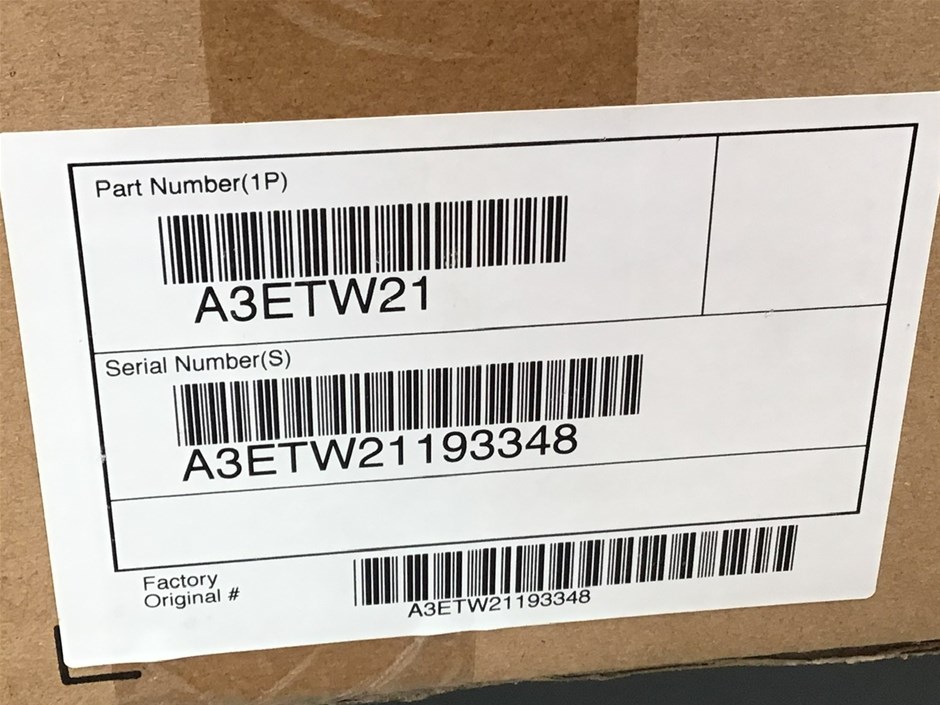 Part Number(1P)
A3ETW21
Serial Number(S)
A3ETW21193348
Factory
Original #
A3ETW21193348